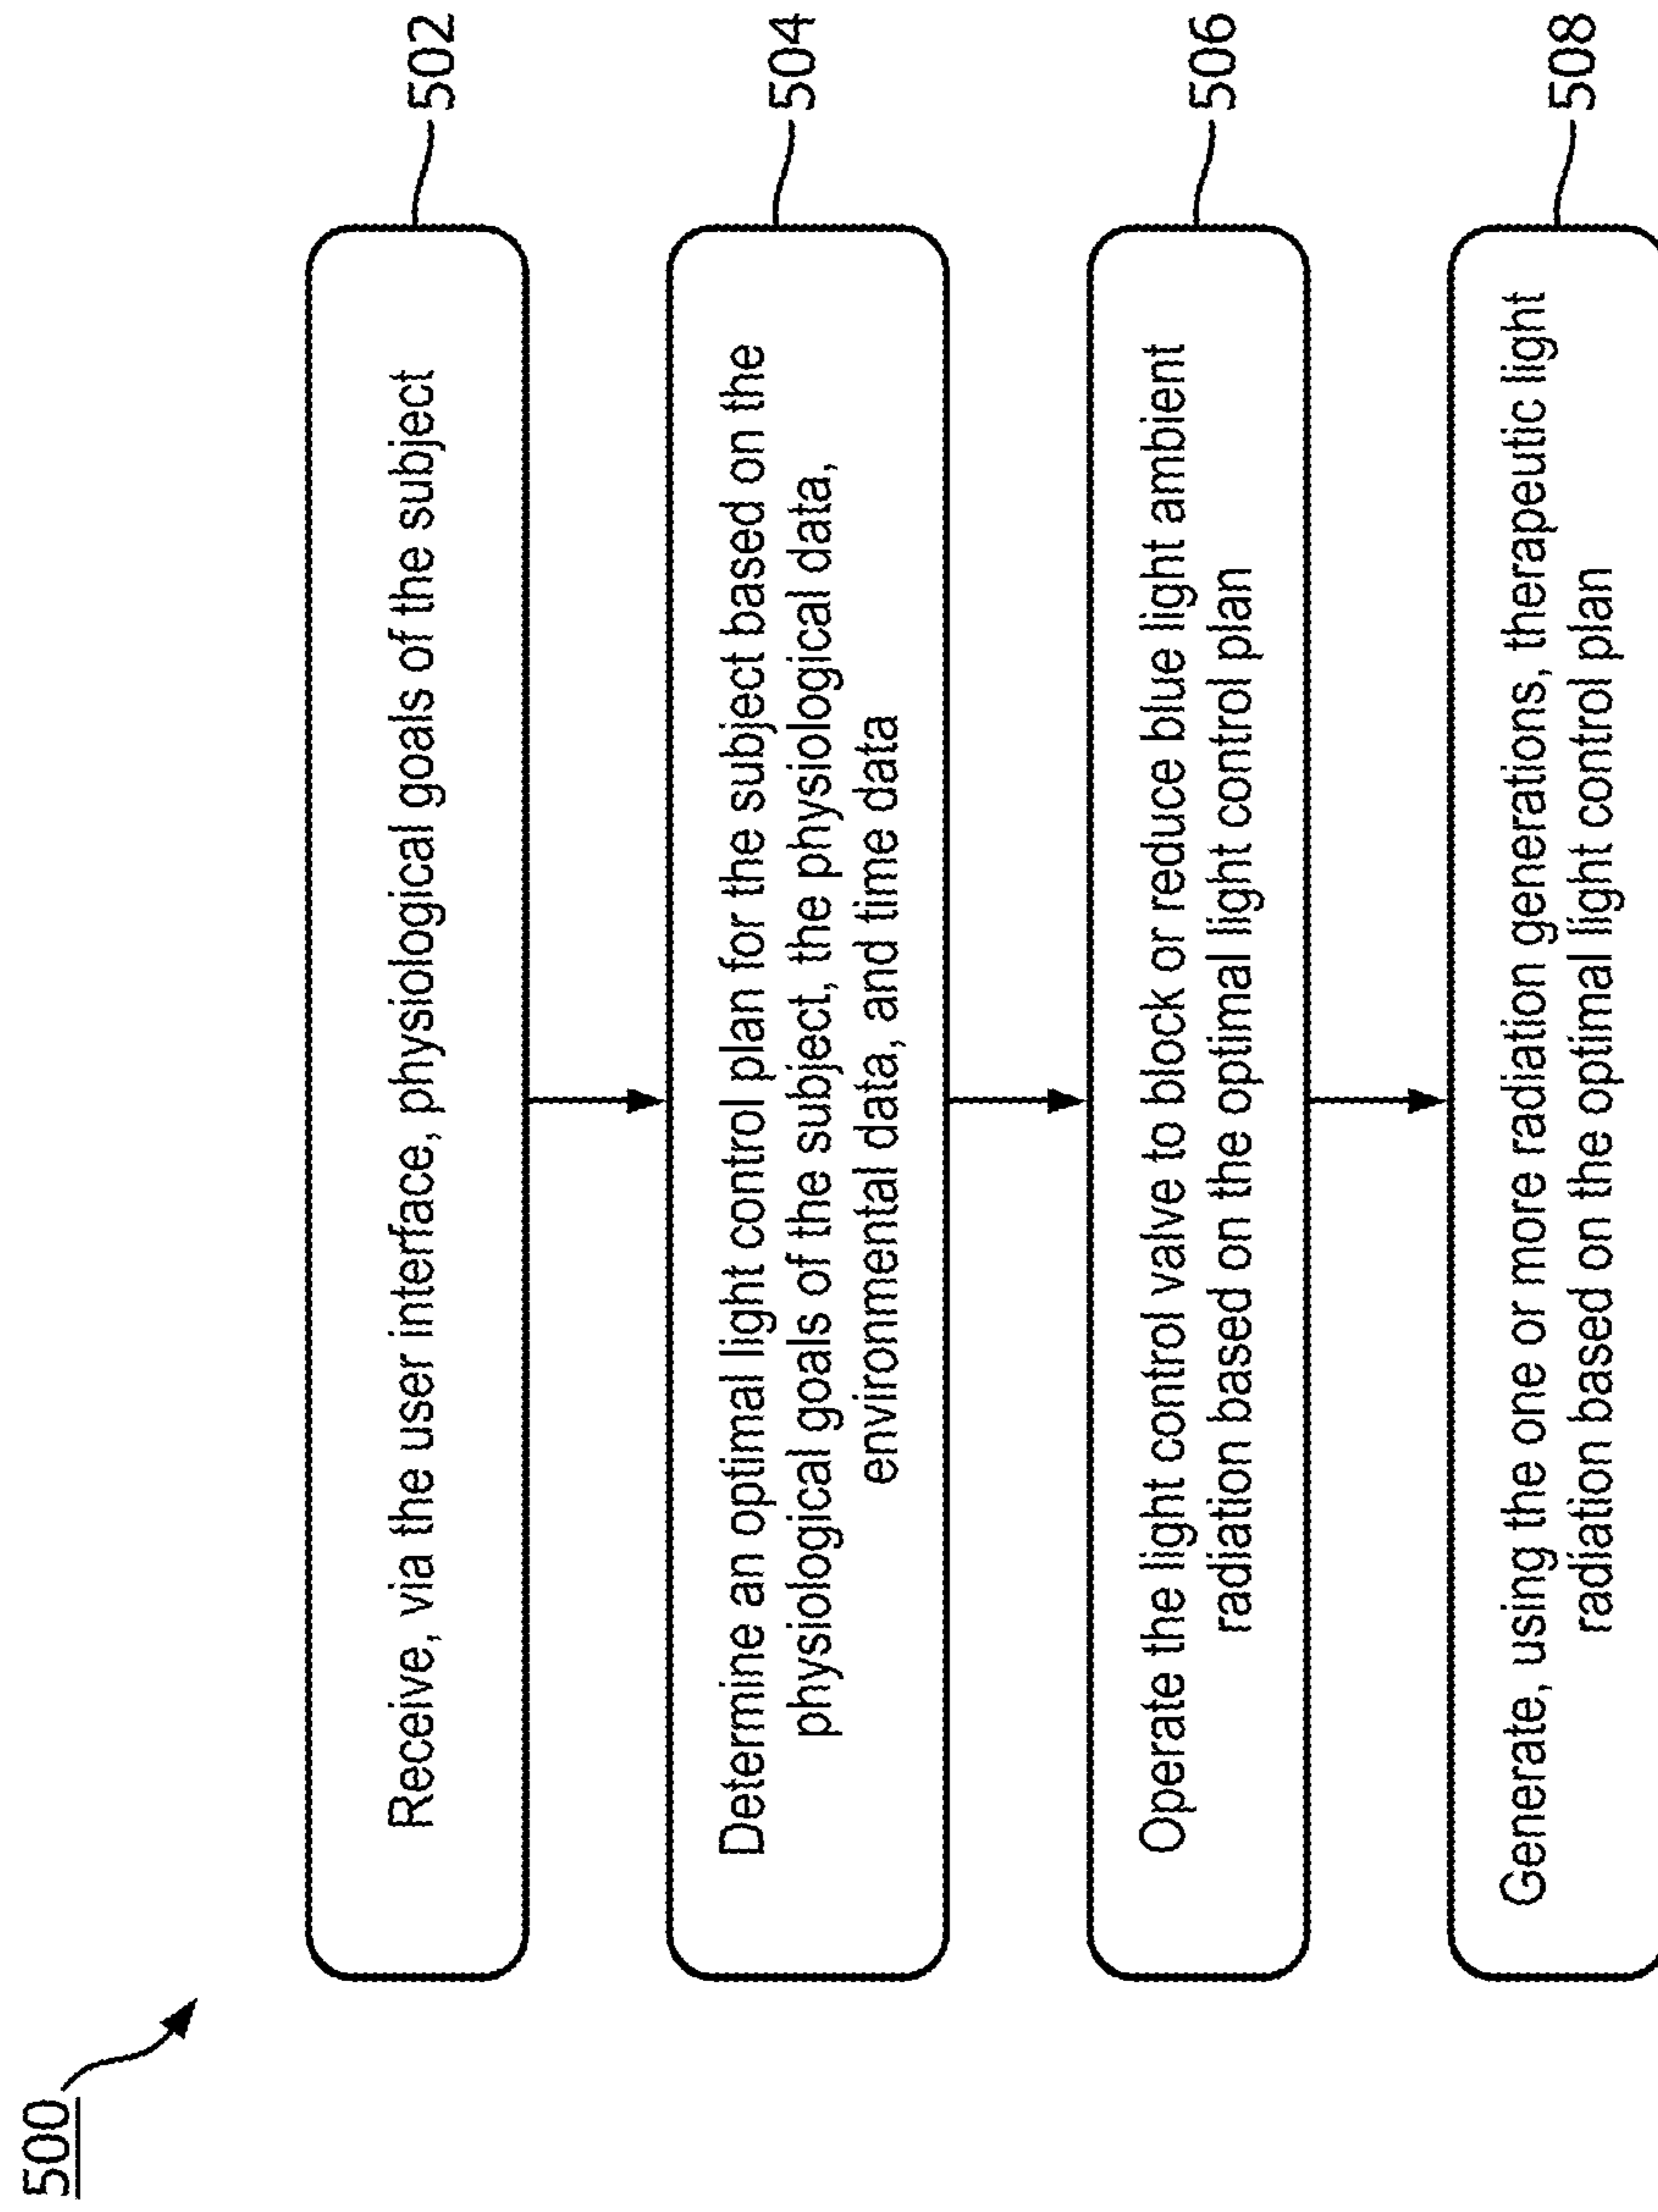 500
Receive, via the user interface, physiological goals of the subject
502
Determine an optimal light control plan for the subject based on the
physiological goals of the subject, the physiological data,
environmental data, and time data
504
Operate the light control valve to block or reduce blue light ambient
radiation based on the optimal light control plan
506
Generate, using the one or more radiation generations, therapeutic light
radiation based on the optimal light control plan
508